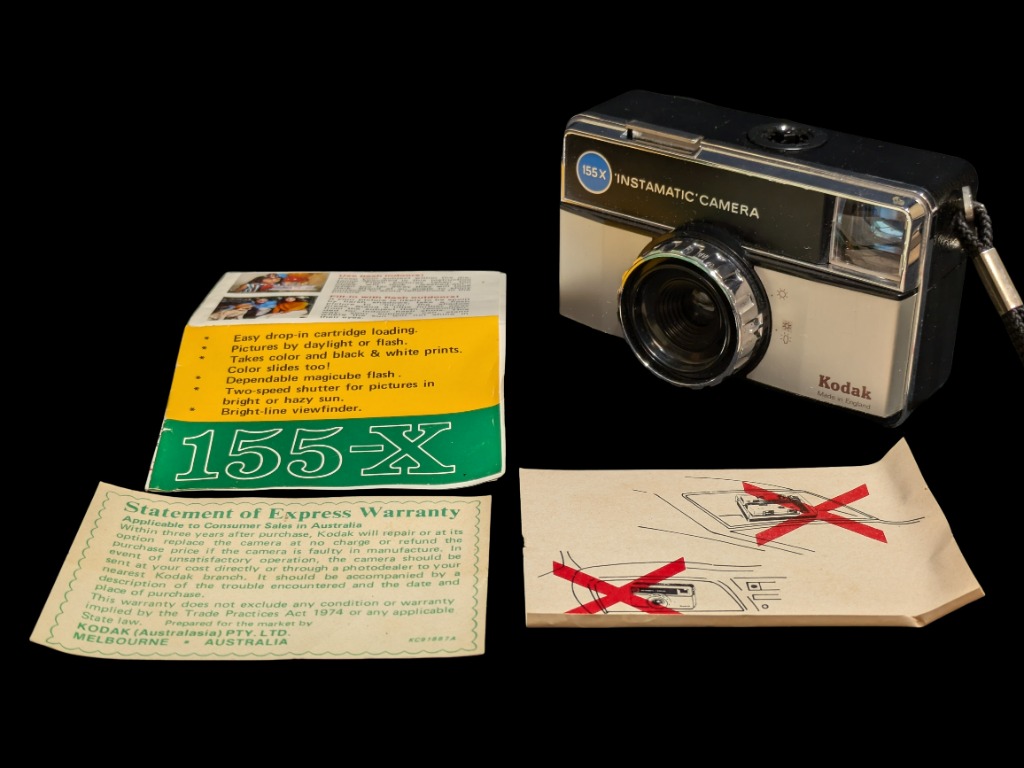 155X 'INSTAMATIC' CAMERA
Kodak
Made in England
Use flash indoors!
Fill-in with flash outdoors!
• Easy drop-in cartridge loading.
• Pictures by daylight or flash.
• Takes color and black & white prints.
Color slides too!
• Dependable magicube flash.
• Two-speed shutter for pictures in
bright or hazy sun.
• Bright-line viewfinder.
155-X
Statement of Express Warranty
Applicable to Consumer Sales in Australia
Within three years after purchase, Kodak will repair or at its
option replace the camera at no charge or refund the
purchase price if the camera is faulty in manufacture. In
event of unsatisfactory operation, the camera should be
sent at your cost directly or through a photodealer to your
nearest Kodak branch. It should be accompanied by a
description of the trouble encountered and the date and
place of purchase.
This warranty does not exclude any condition or warranty
implied by the Trade Practices Act 1974 or any applicable
State law. Prepared for the market by
KODAK (Australasia) PTY. LTD.
MELBOURNE • AUSTRALIA